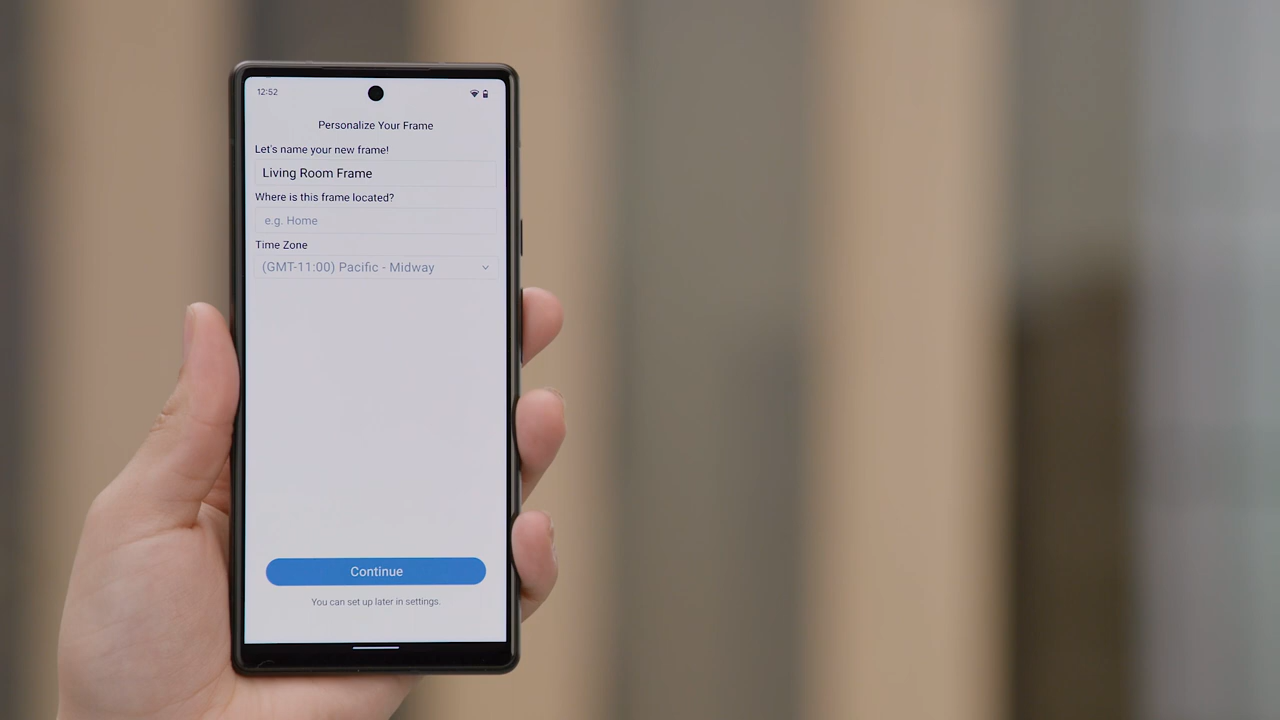 12:52
Personalize Your Frame
Let's name your new frame!
Living Room Frame
Where is this frame located?
e.g. Home
Time Zone
(GMT-11:00) Pacific - Midway
Continue
You can set up later in settings.